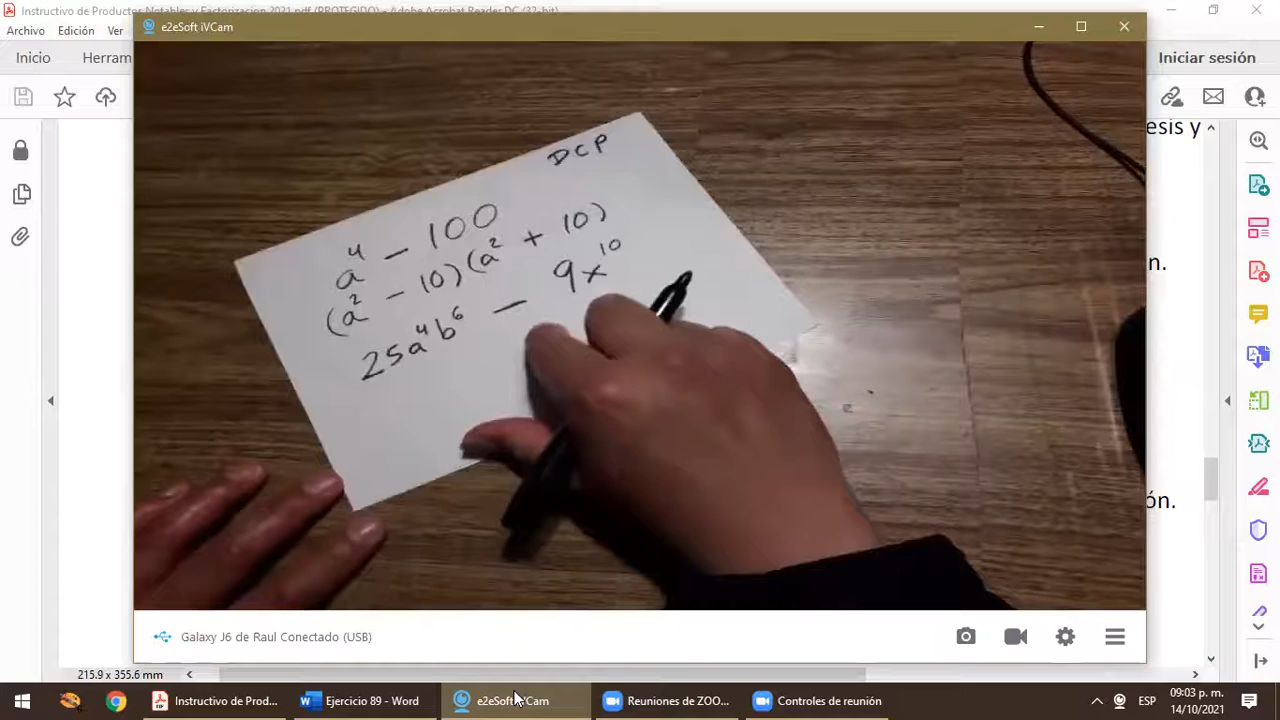 Instructivo de Productos Notables y Factorizacion 2021.pdf (PROTEGIDO) - Adobe Acrobat Reader DC (32-bit)
e2eSoft iVCam
Archivo Edición Ver
Inicio Herram
Iniciar sesión
esis y
DCP
a⁴ - 100
(a² - 10)(a² + 10)
25a⁴b⁶ - 9x¹⁰
n.
ón.
Galaxy J6 de Raul Conectado (USB)
215.9 x 355.6 mm
Instructivo de Prod...
Ejercicio 89 - Word
e2eSoft iVCam
Reuniones de ZOO...
Controles de reunión
ESP
09:03 p. m.
14/10/2021